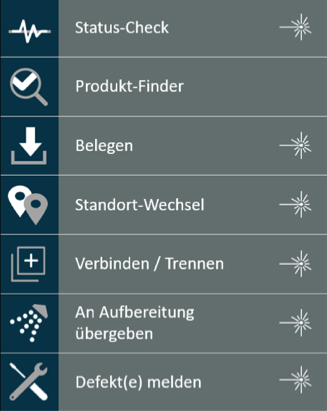 Status-Check
Produkt-Finder
Belegen
Standort-Wechsel
Verbinden / Trennen
An Aufbereitung
übergeben
Defekt(e) melden